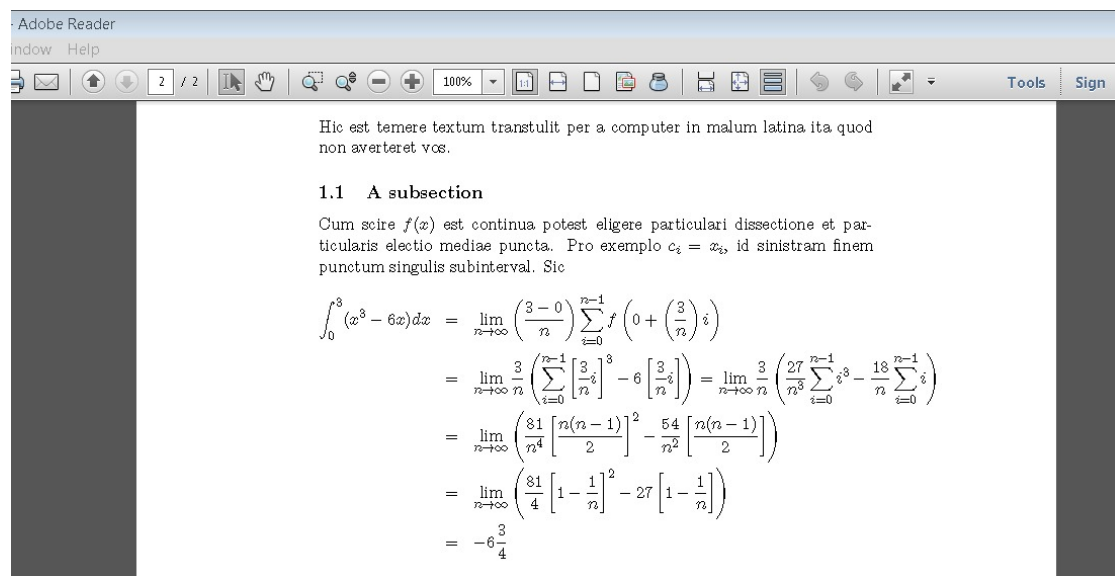 - Adobe Reader
indow Help
2 / 2 100% 1:1 Tools Sign
Hic est temere textum transtulit per a computer in malum latina ita quod
non averteret vos.
1.1 A subsection
Cum scire f(x) est continua potest eligere particulari dissectione et par-
ticularis electio mediae puncta. Pro exemplo c_i = x_i, id sinistram finem
punctum singulis subinterval. Sic
∫_0^3 (x^3 − 6x)dx = lim_{n→∞} ((3 − 0)/n) ∑_{i=0}^{n−1} f (0 + (3/n) i)
= lim_{n→∞} 3/n (∑_{i=0}^{n−1} [3/n i]^3 − 6 [3/n i]) = lim_{n→∞} 3/n (27/n^3 ∑_{i=0}^{n−1} i^3 − 18/n ∑_{i=0}^{n−1} i)
= lim_{n→∞} (81/n^4 [n(n − 1)/2]^2 − 54/n^2 [n(n − 1)/2])
= lim_{n→∞} (81/4 [1 − 1/n]^2 − 27 [1 − 1/n])
= −6 3/4